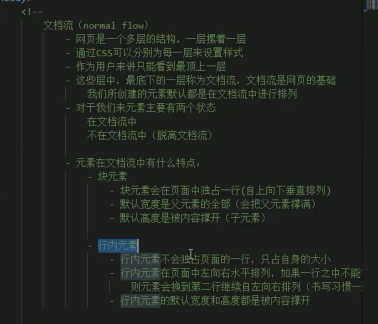 <!--
文档流（normal flow）
- 网页是一个多层的结构，一层摞着一层
- 通过CSS可以分别为每一层来设置样式
- 作为用户来讲只能看到最顶上一层
- 这些层中，最底下的一层称为文档流，文档流是网页的基础
我们所创建的元素默认都是在文档流中进行排列
- 对于我们来元素主要有两个状态
在文档流中
不在文档流中（脱离文档流）
- 元素在文档流中有什么特点：
- 块元素
- 块元素会在页面中独占一行(自上向下垂直排列)
- 默认宽度是父元素的全部（会把父元素撑满）
- 默认高度是被内容撑开（子元素）
- 行内元素
- 行内元素不会独占页面的一行，只占自身的大小
- 行内元素在页面中左向右水平排列，如果一行之中不能
则元素会换到第二行继续自左向右排列（书写习惯一
- 行内元素的默认宽度和高度都是被内容撑开